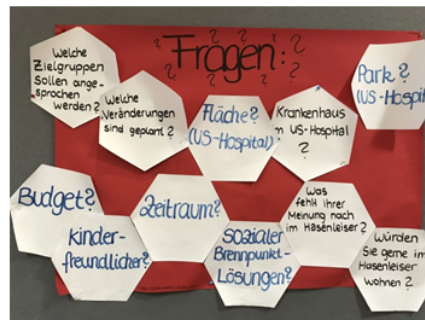 Fragen:
? ? ? ? ? ? ? ?
Welche
Zielgruppen
Sollen ange-
sprochen
werden?
Welche
Veränderungen
sind geplant?
Fläche?
(US-Hospital)
Krankenhaus
im US-Hospital
?
Park?
(US-Hospit
Budget?
Kinder-
freundlicher?
Zeitraum?
SOZIALER
Brennpunkt-
Lösungen?
Was
fehlt Ihrer
Meinung nach
im Hasenleiser?
Würden
Sie gerne im
Hasenleiser
wohnen?